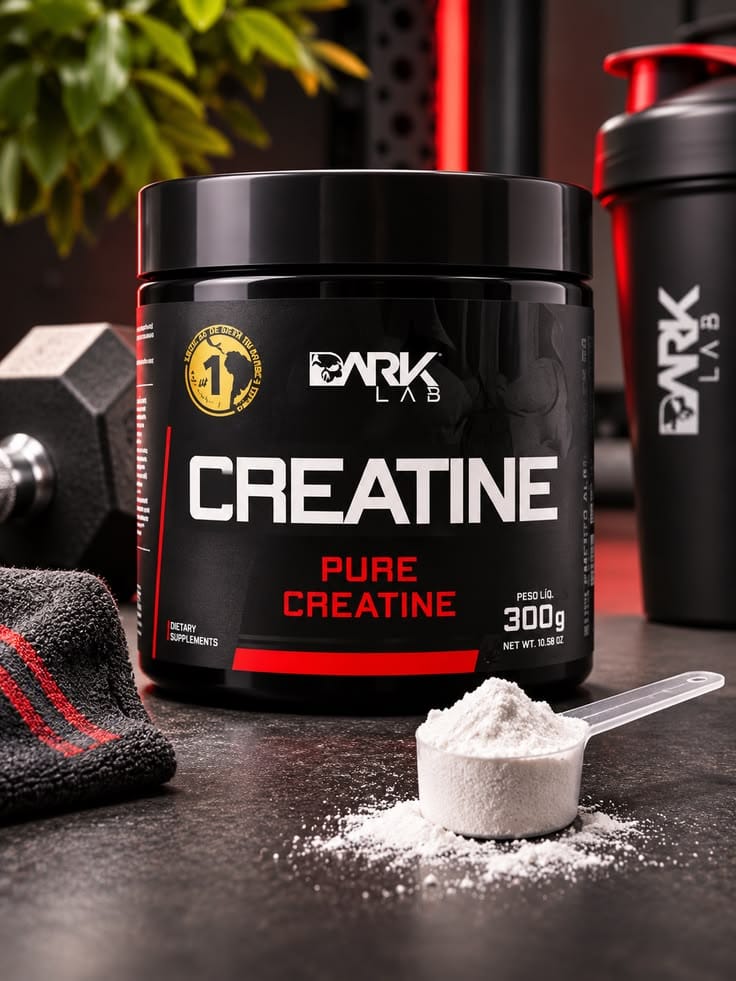 1
DARK
LAB
CREATINE
PURE
CREATINE
DIETARY
SUPPLEMENTS
PESO LÍQ.
300g
NET WT. 10.58 OZ
DARK
LAB